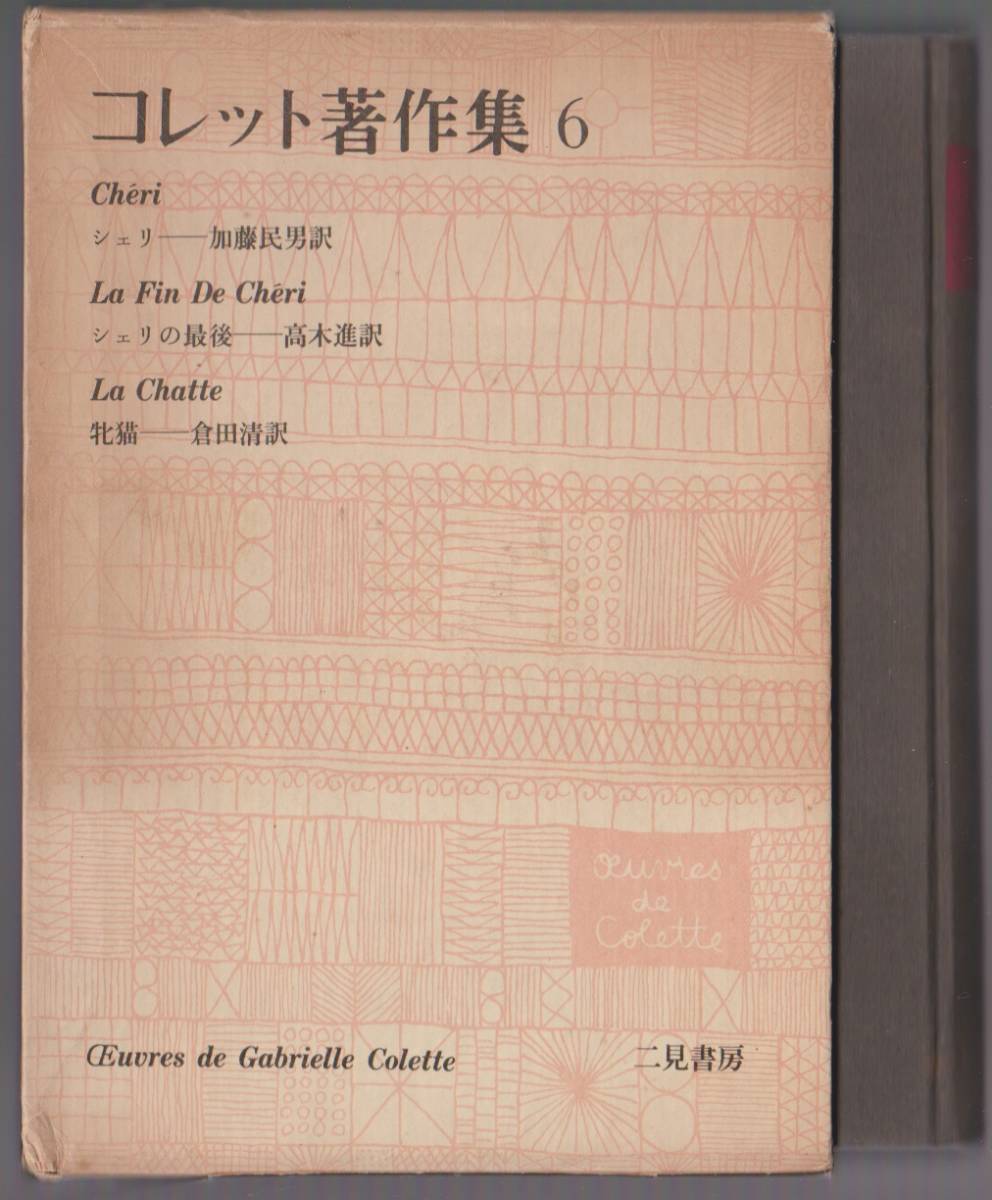 コレット著作集 6
Chéri
シェリ——加藤民男訳
La Fin De Chéri
シェリの最後——高木進訳
La Chatte
牝猫——倉田清訳
œuvres
de
Colette
Œuvres de Gabrielle Colette
二見書房